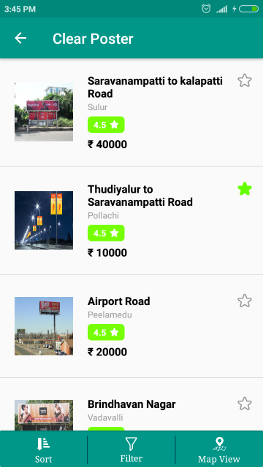 3:45 PM
Clear Poster
Saravanampatti to kalapatti
Road
Sulur
4.5
₹ 40000
Thudiyalur to
Saravanampatti Road
Pollachi
4.5
₹ 10000
Airport Road
Peelamedu
4.5
₹ 20000
Brindhavan Nagar
Vadavalli
Sort
Filter
Map View